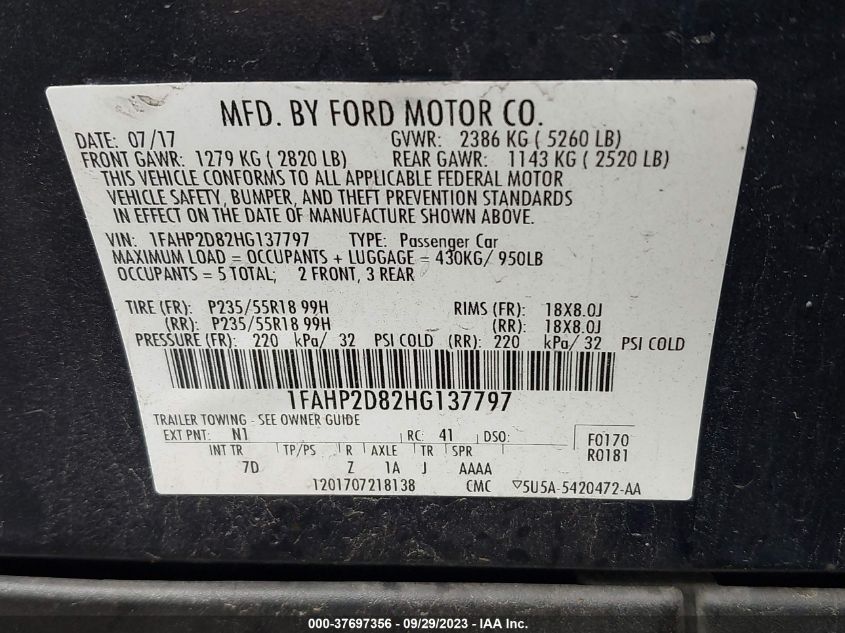 MFD. BY FORD MOTOR CO.
DATE: 07/17 GVWR: 2386 KG ( 5260 LB)
FRONT GAWR: 1279 KG ( 2820 LB) REAR GAWR: 1143 KG ( 2520 LB)
THIS VEHICLE CONFORMS TO ALL APPLICABLE FEDERAL MOTOR
VEHICLE SAFETY, BUMPER, AND THEFT PREVENTION STANDARDS
IN EFFECT ON THE DATE OF MANUFACTURE SHOWN ABOVE.
VIN: 1FAHP2D82HG137797 TYPE: Passenger Car
MAXIMUM LOAD = OCCUPANTS + LUGGAGE = 430KG/ 950LB
OCCUPANTS = 5 TOTAL; 2 FRONT, 3 REAR
TIRE (FR): P235/55R18 99H RIMS (FR): 18X8.0J
(RR): P235/55R18 99H (RR): 18X8.0J
PRESSURE (FR): 220 kPa/ 32 PSI COLD (RR): 220 kPa/ 32 PSI COLD
1FAHP2D82HG137797
TRAILER TOWING - SEE OWNER GUIDE
EXT PNT: N1 RC: 41 DSO: F0170
INT TR TP/PS R AXLE TR SPR R0181
7D Z 1A J AAAA
1201707218138 CMC ▽5U5A-5420472-AA
000-37697356 - 09/29/2023 - IAA Inc.